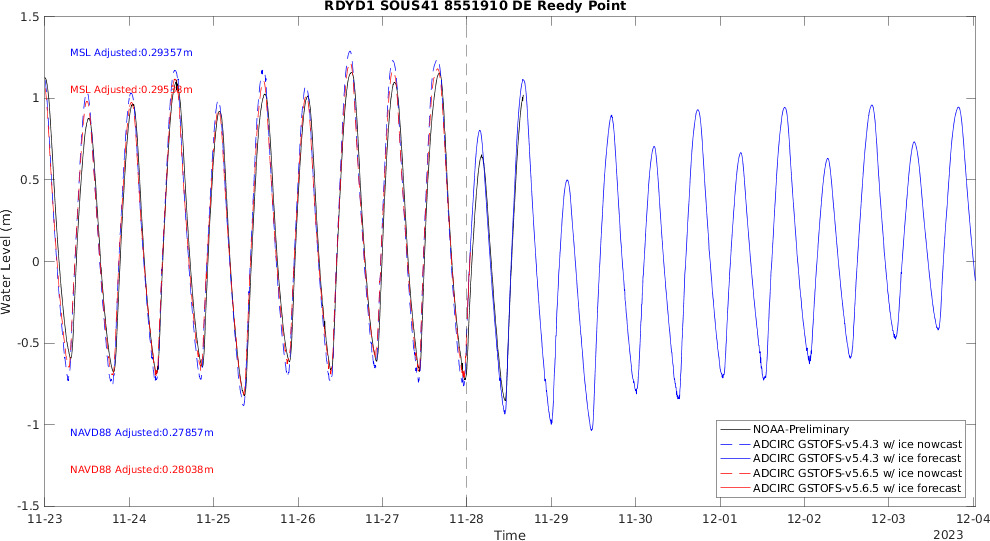 RDYD1 SOUS41 8551910 DE Reedy Point
1.5
1
0.5
0
-0.5
-1
-1.5
Water Level (m)
MSL Adjusted:0.29357m
MSL Adjusted:
NAVD88 Adjusted:0.27857m
NAVD88 Adjusted:0.28038m
NOAA-Preliminary
ADCIRC GSTOFS-v5.4.3 w/ ice nowcast
ADCIRC GSTOFS-v5.4.3 w/ ice forecast
ADCIRC GSTOFS-v5.6.5 w/ ice nowcast
ADCIRC GSTOFS-v5.6.5 w/ ice forecast
11-23 11-24 11-25 11-26 11-27 11-28 11-29 11-30 12-01 12-02 12-03 12-04
Time
2023